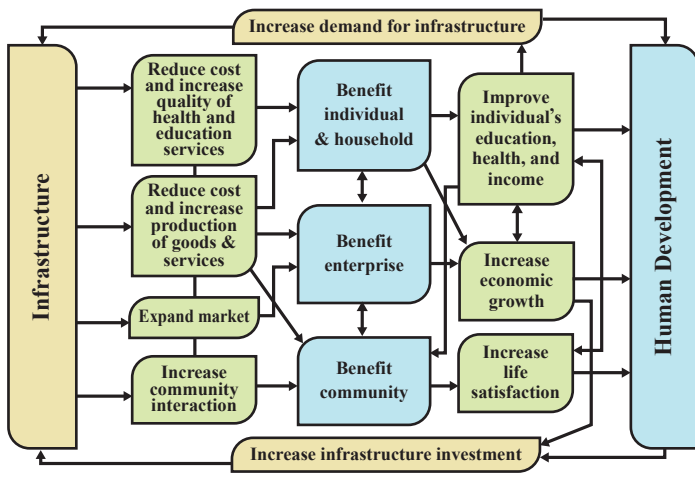 Increase demand for infrastructure
Infrastructure
Reduce cost
and increase
quality of
health and
education
services
Reduce cost
and increase
production
of goods &
services
Expand market
Increase
community
interaction
Benefit
individual
& household
Benefit
enterprise
Benefit
community
Improve
individual’s
education,
health, and
income
Increase
economic
growth
Increase
life
satisfaction
Human Development
Increase infrastructure investment